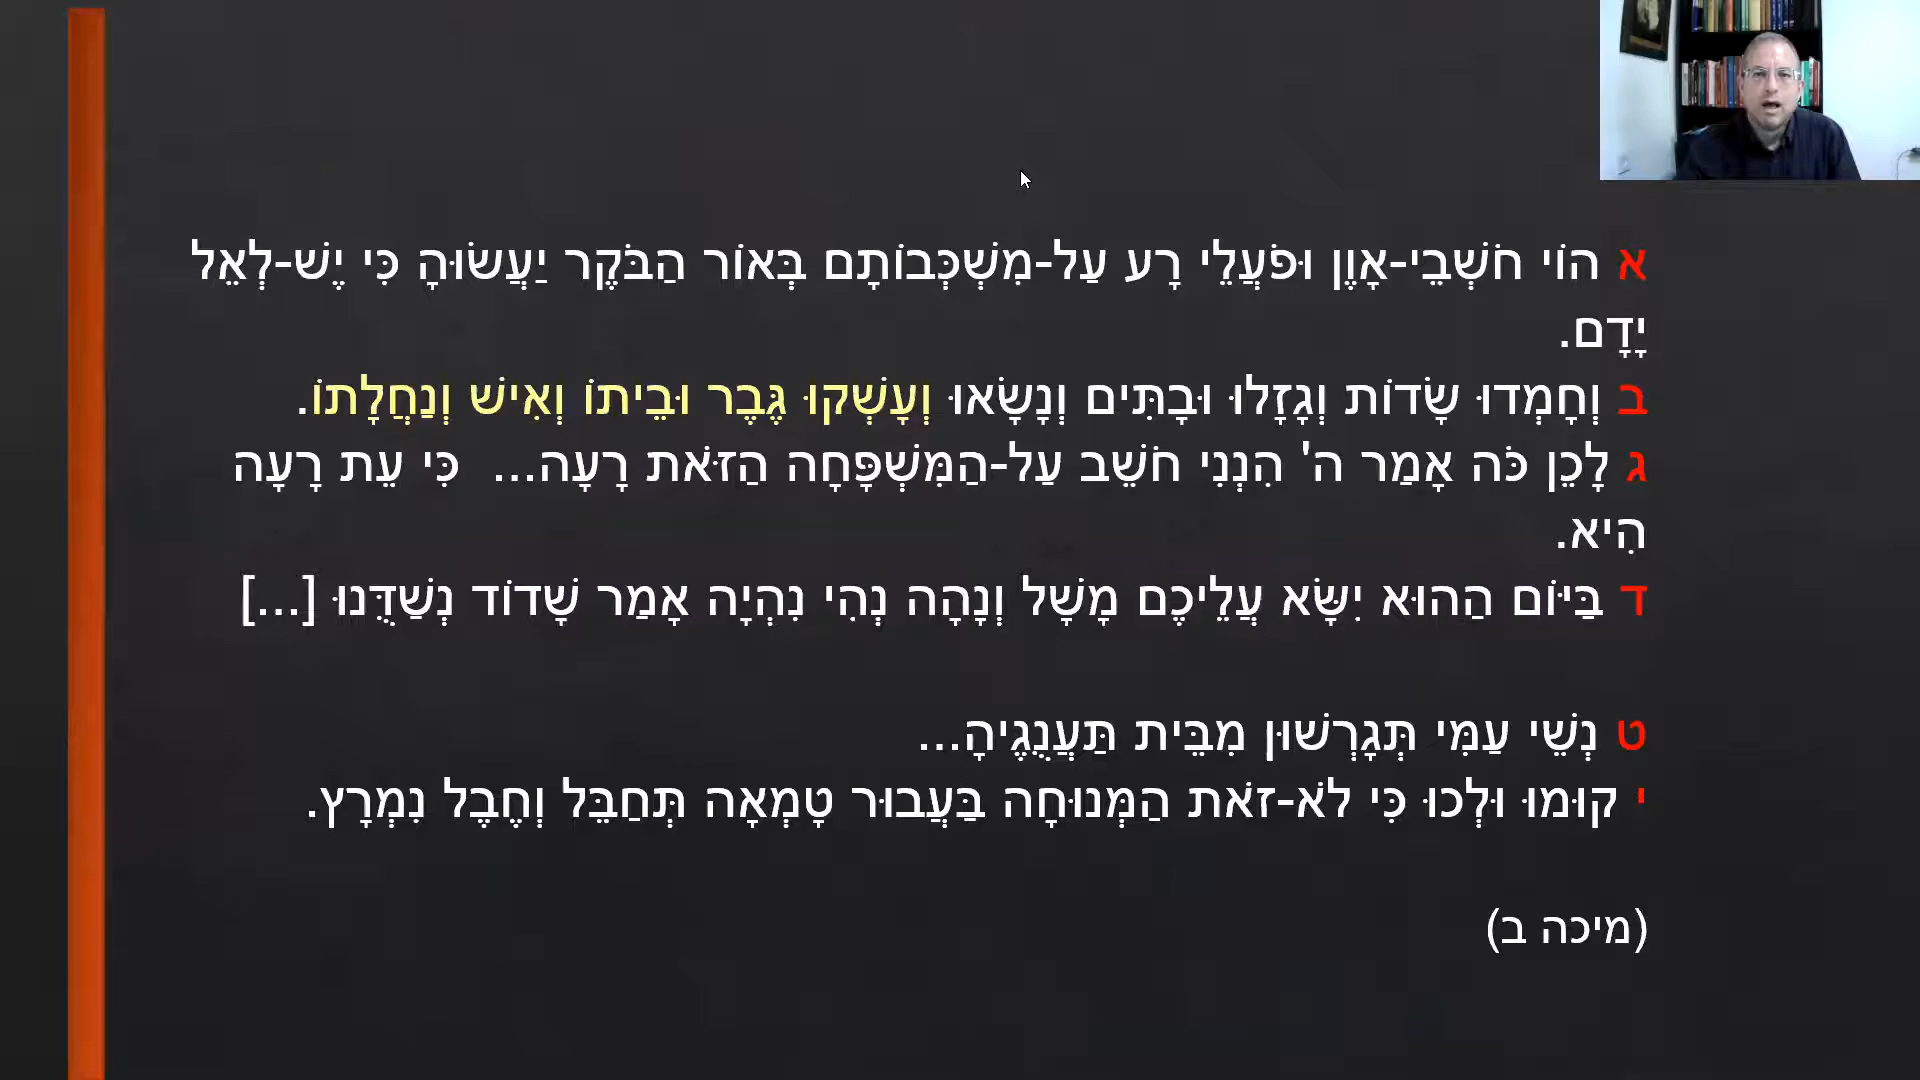 א הוֹי חֹשְׁבֵי-אָוֶן וּפֹעֲלֵי רָע עַל-מִשְׁכְּבוֹתָם בְּאוֹר הַבֹּקֶר יַעֲשׂוּהָ כִּי יֶשׁ-לְאֵל
יָדָם.
ב וְחָמְדוּ שָׂדוֹת וְגָזָלוּ וּבָתִּים וְנָשָׂאוּ וְעָשְׁקוּ גֶּבֶר וּבֵיתוֹ וְאִישׁ וְנַחֲלָתוֹ.
ג לָכֵן כֹּה אָמַר ה' הִנְנִי חֹשֵׁב עַל-הַמִּשְׁפָּחָה הַזֹּאת רָעָה... כִּי עֵת רָעָה
הִיא.
ד בַּיּוֹם הַהוּא יִשָּׂא עֲלֵיכֶם מָשָׁל וְנָהָה נְהִי נִהְיָה אָמַר שָׁדוֹד נְשַׁדֻּנוּ [...]
ט נְשֵׁי עַמִּי תְּגָרְשׁוּן מִבֵּית תַּעֲנֻגֶיהָ...
י קוּמוּ וּלְכוּ כִּי לֹא-זֹאת הַמְּנוּחָה בַּעֲבוּר טָמְאָה תְּחַבֵּל וְחֶבֶל נִמְרָץ.
(מיכה ב)